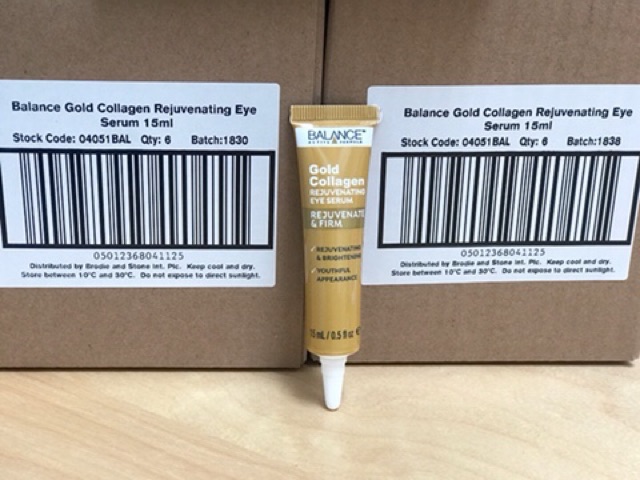 Balance Gold Collagen Rejuvenating Eye
Serum 15ml
Stock Code: 04051BAL Qty: 6 Batch:1830
05012368041125
Distributed by Brodie and Stone Int. Plc. Keep cool and dry.
Store between 10°C and 30°C. Do not expose to direct sunlight.
BALANCE™
ACTIVE FORMULA
Gold
Collagen
REJUVENATING
EYE SERUM
REJUVENATE
& FIRM
REJUVENATING
& BRIGHTENING
YOUTHFUL
APPEARANCE
15 mL / 0.5 fl oz e
Balance Gold Collagen Rejuvenating Eye
Serum 15ml
Stock Code: 04051BAL Qty: 6 Batch:1838
05012368041125
Distributed by Brodie and Stone Int. Plc. Keep cool and dry.
Store between 10°C and 30°C. Do not expose to direct sunlight.